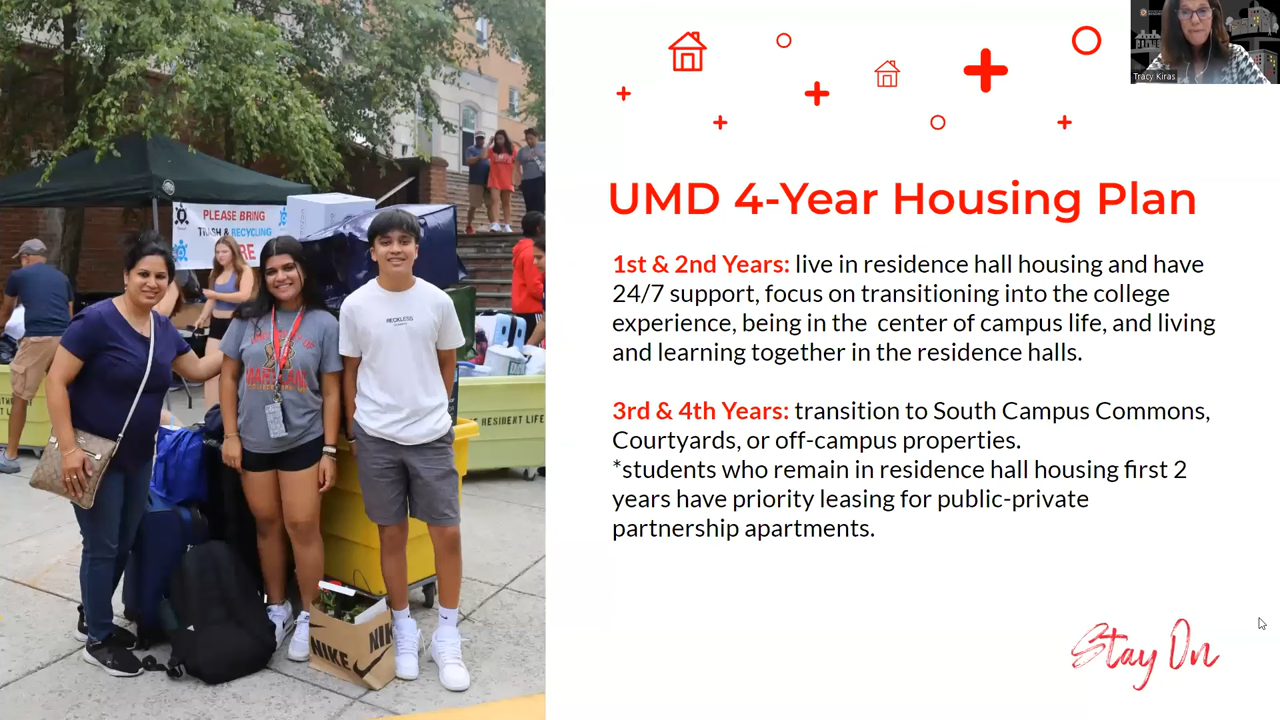 Tracy Kiras
UMD 4-Year Housing Plan
1st & 2nd Years: live in residence hall housing and have
24/7 support, focus on transitioning into the college
experience, being in the center of campus life, and living
and learning together in the residence halls.
3rd & 4th Years: transition to South Campus Commons,
Courtyards, or off-campus properties.
*students who remain in residence hall housing first 2
years have priority leasing for public-private
partnership apartments.
Stay On
PLEASE BRING
TRASH & RECYCLING
RECKLESS
MARYLAND
RESIDENT LIFE
NIKE
NIK